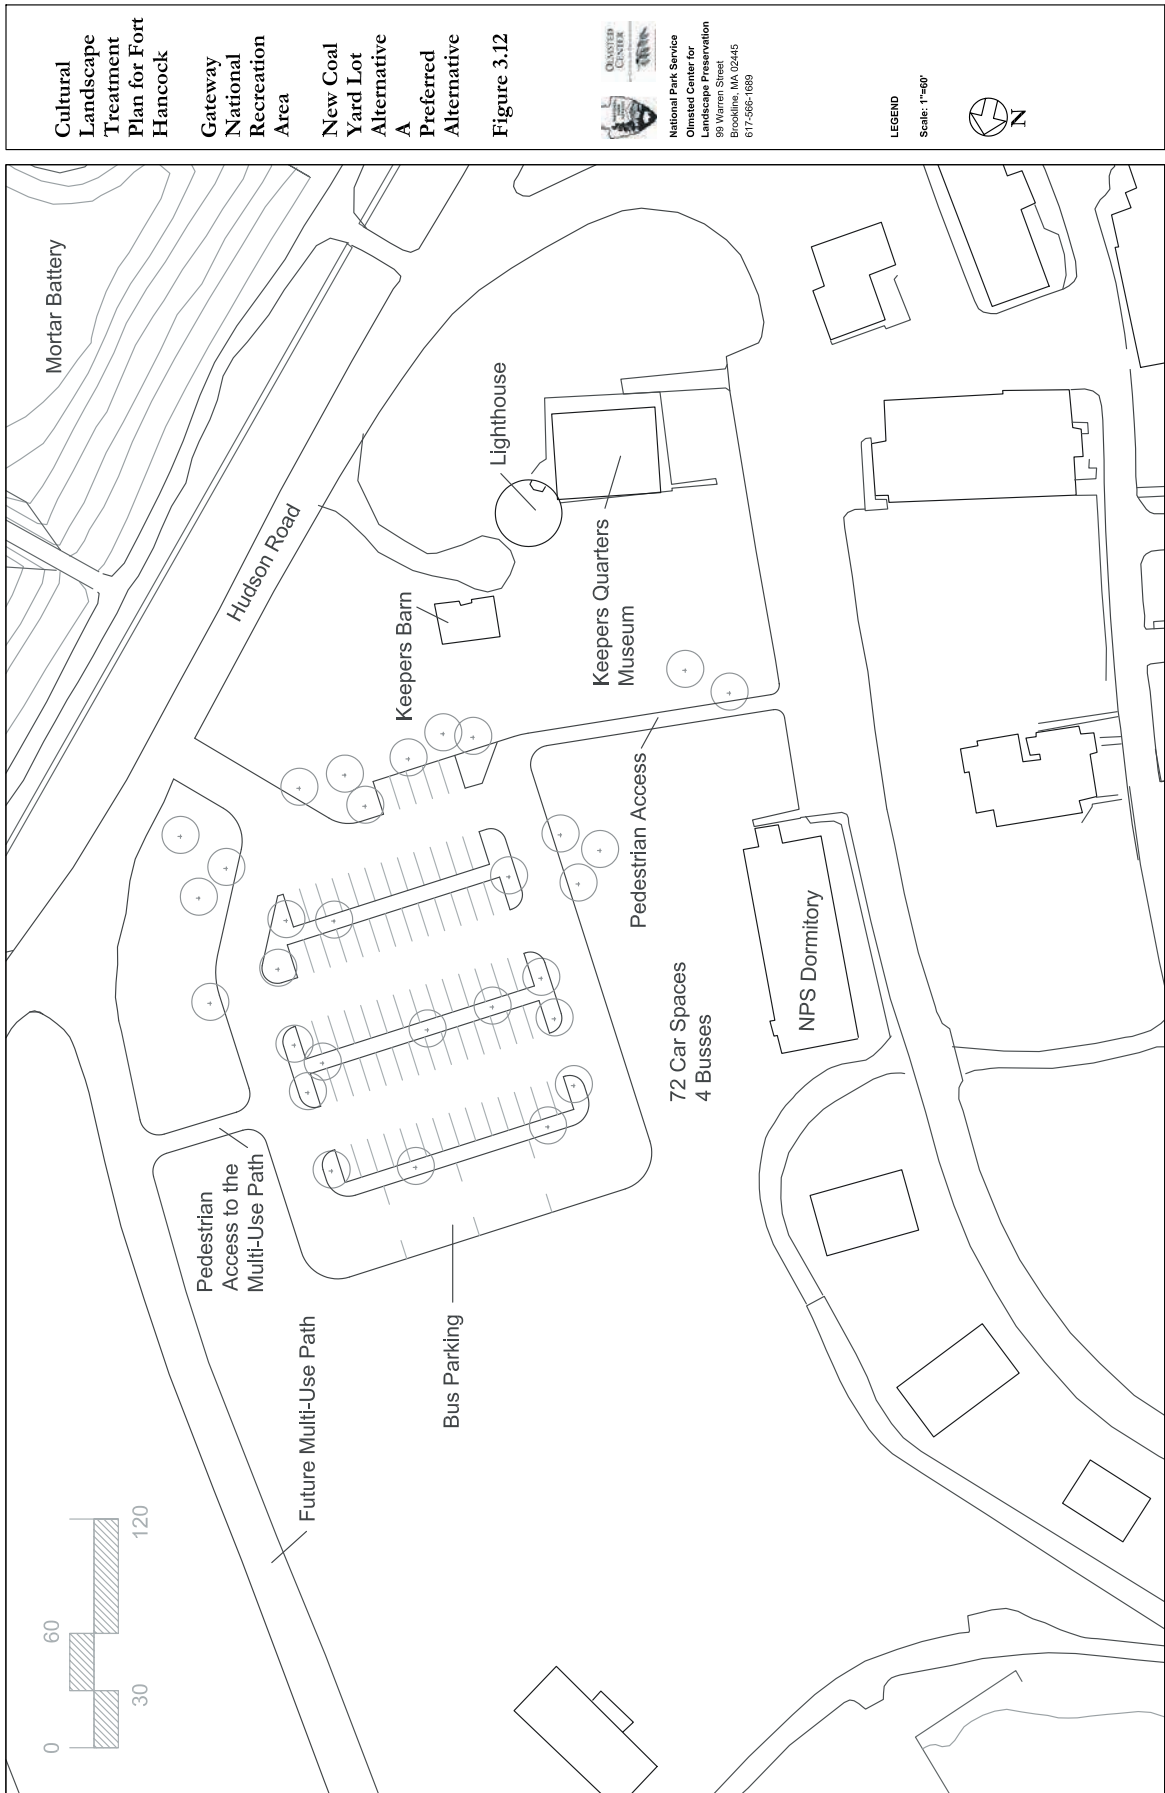 Cultural
Landscape
Treatment
Plan for Fort
Hancock
Gateway
National
Recreation
Area
New Coal
Yard Lot
Alternative
A
Preferred
Alternative
Figure 3.12
OLMSTED
CENTER
National Park Service
Olmsted Center for
Landscape Preservation
99 Warren Street
Brookline, MA 02445
617-566-1689
LEGEND
Scale: 1"=60'
N
Mortar Battery
Hudson Road
Lighthouse
Keepers Barn
Keepers Quarters
Museum
Pedestrian Access
NPS Dormitory
72 Car Spaces
4 Busses
Pedestrian
Access to the
Multi-Use Path
Bus Parking
Future Multi-Use Path
0
30
60
120